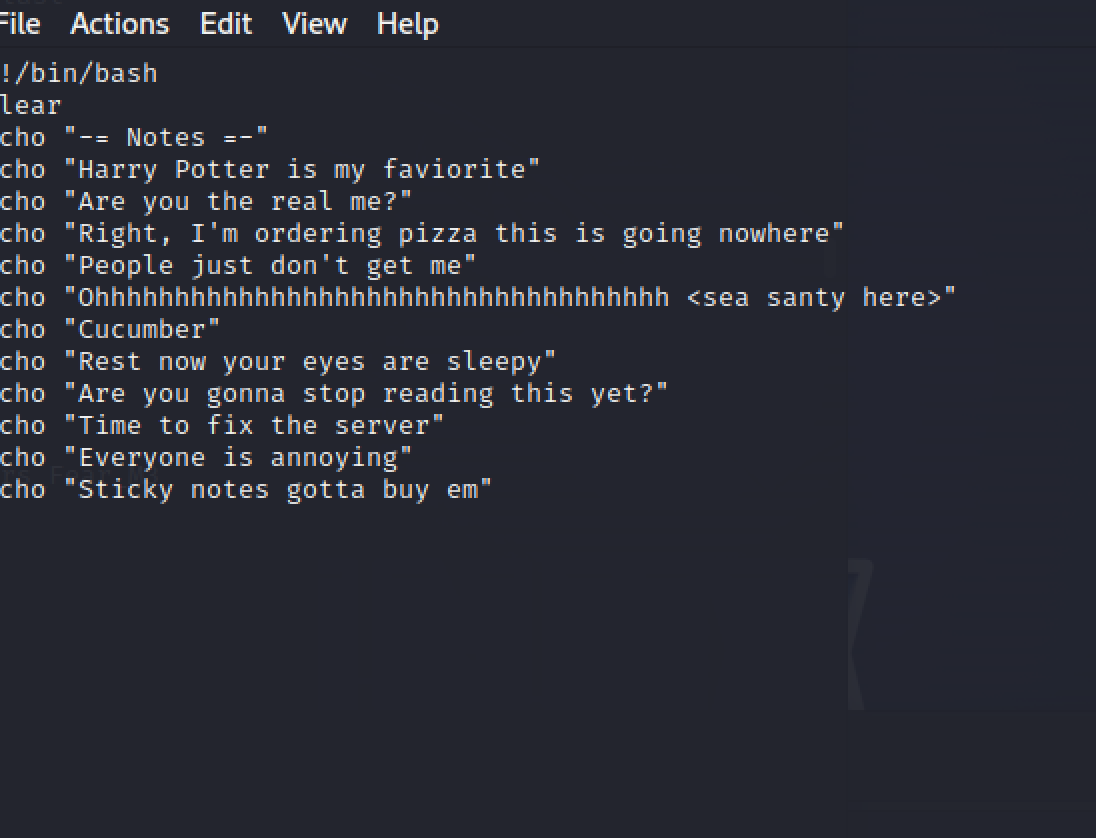 File Actions Edit View Help
!/bin/bash
lear
cho "-= Notes =-"
cho "Harry Potter is my faviorite"
cho "Are you the real me?"
cho "Right, I'm ordering pizza this is going nowhere"
cho "People just don't get me"
cho "Ohhhhhhhhhhhhhhhhhhhhhhhhhhhhhhhhhhhh <sea santy here>"
cho "Cucumber"
cho "Rest now your eyes are sleepy"
cho "Are you gonna stop reading this yet?"
cho "Time to fix the server"
cho "Everyone is annoying"
cho "Sticky notes gotta buy em"